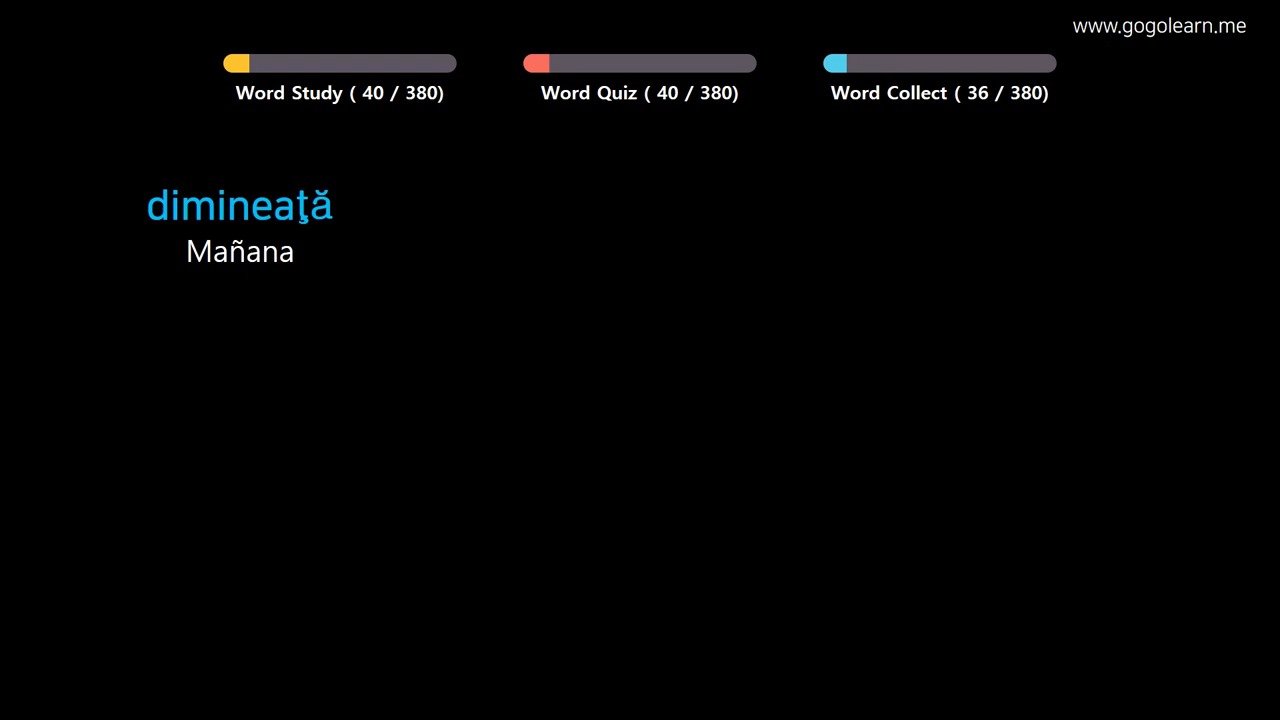 www.gogolearn.me
Word Study ( 40 / 380)
Word Quiz ( 40 / 380)
Word Collect ( 36 / 380)
dimineaţă
Mañana